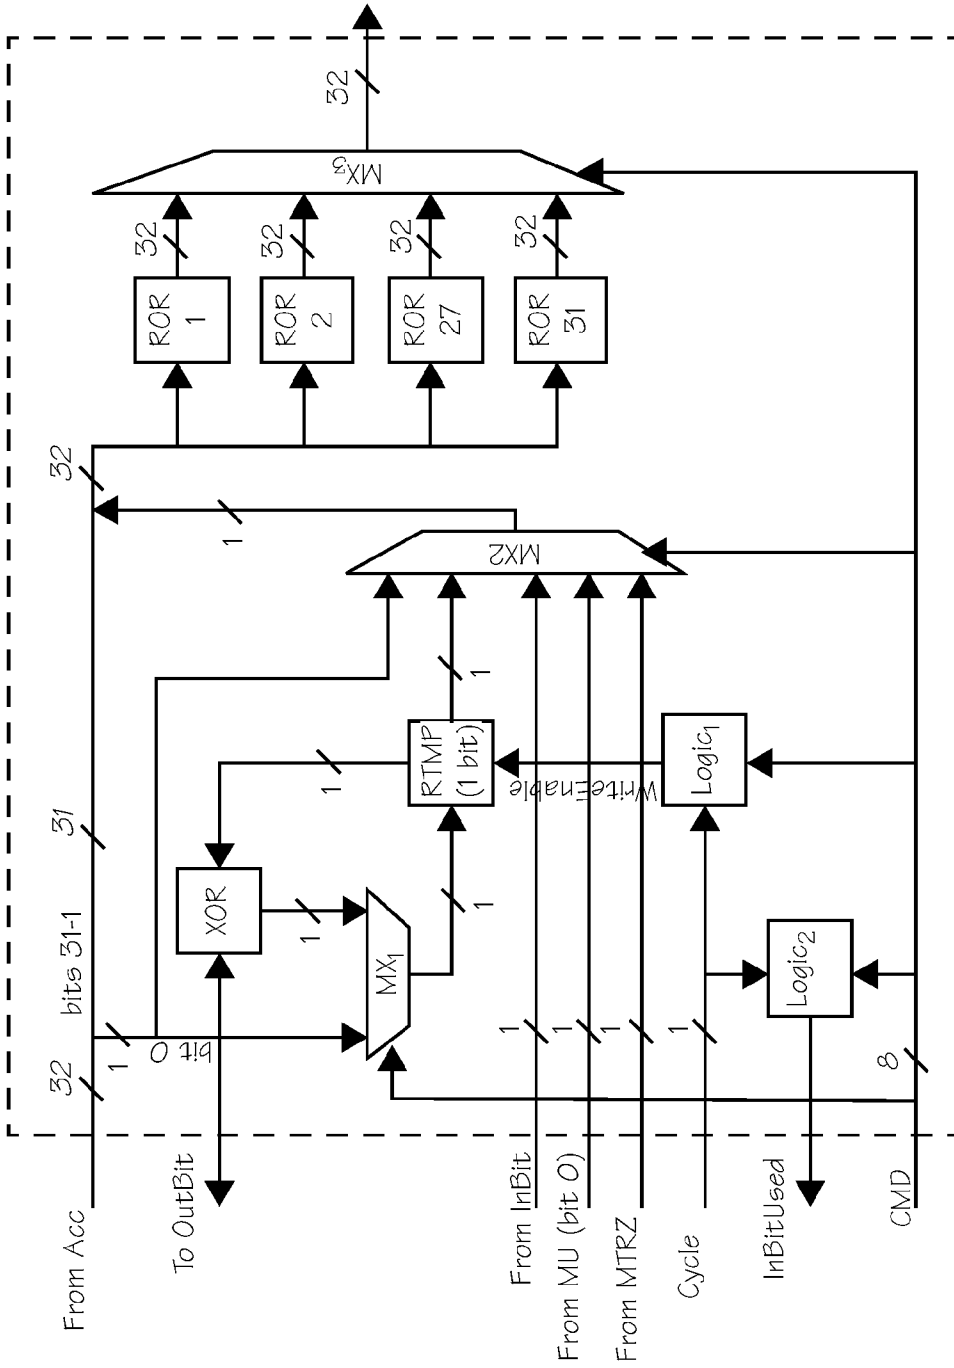 32
MX3
32
32
32
32
ROR
1
ROR
2
ROR
27
ROR
31
32
1
MX2
1
RTMP
(1 bit)
1
WriteEnable
Logic1
31
XOR
1
1
MX1
bits 31-1
bit 0
1
32
1
1
1
1
Logic2
8
From Acc
To OutBit
From InBit
From MU (bit 0)
From MTRZ
Cycle
InBitUsed
CMD